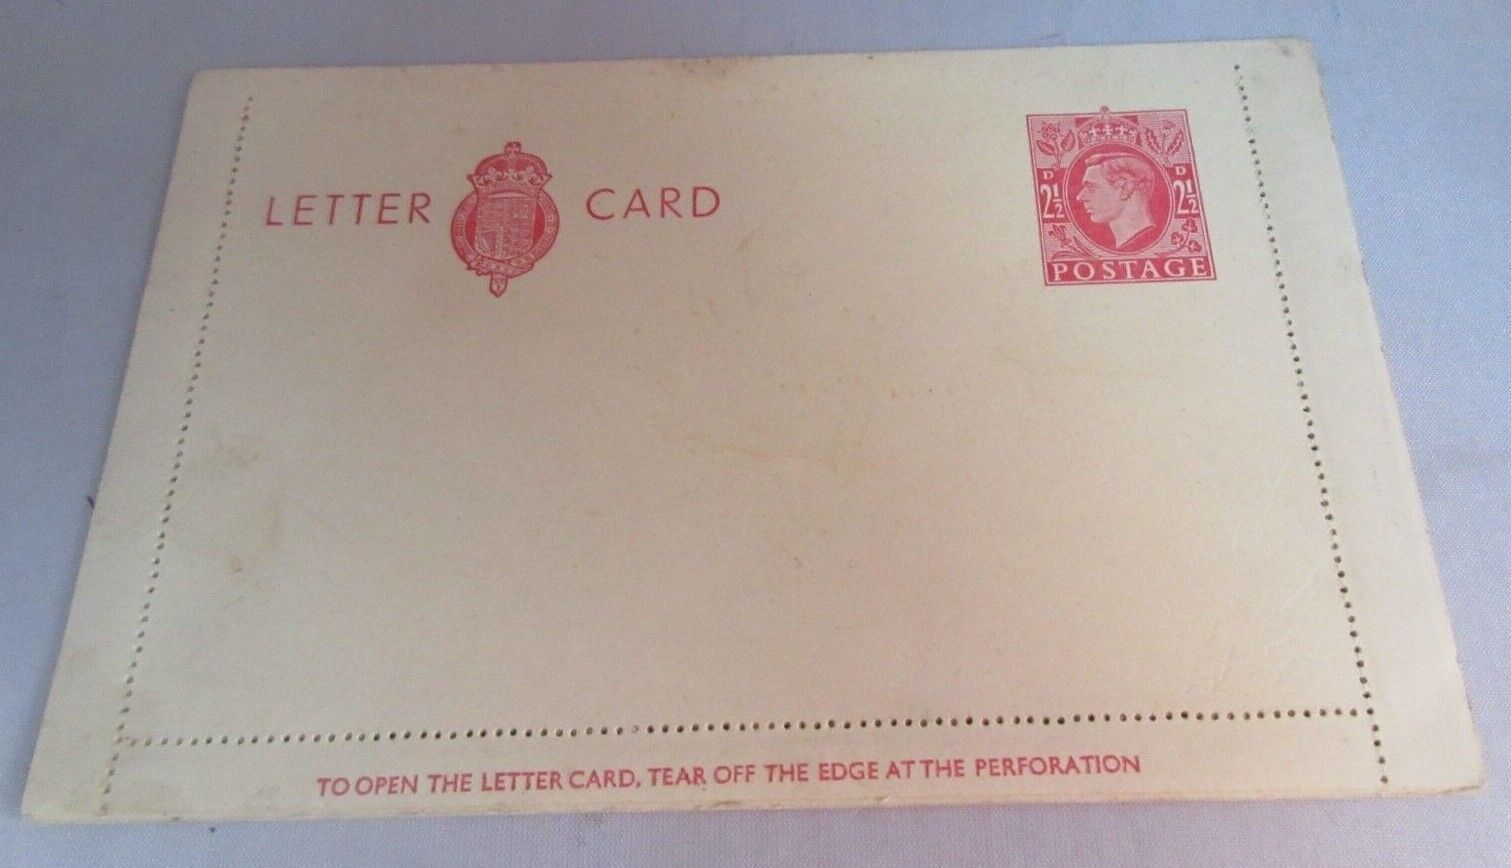 LETTER CARD
D D
2½ 2½
POSTAGE
TO OPEN THE LETTER CARD, TEAR OFF THE EDGE AT THE PERFORATION